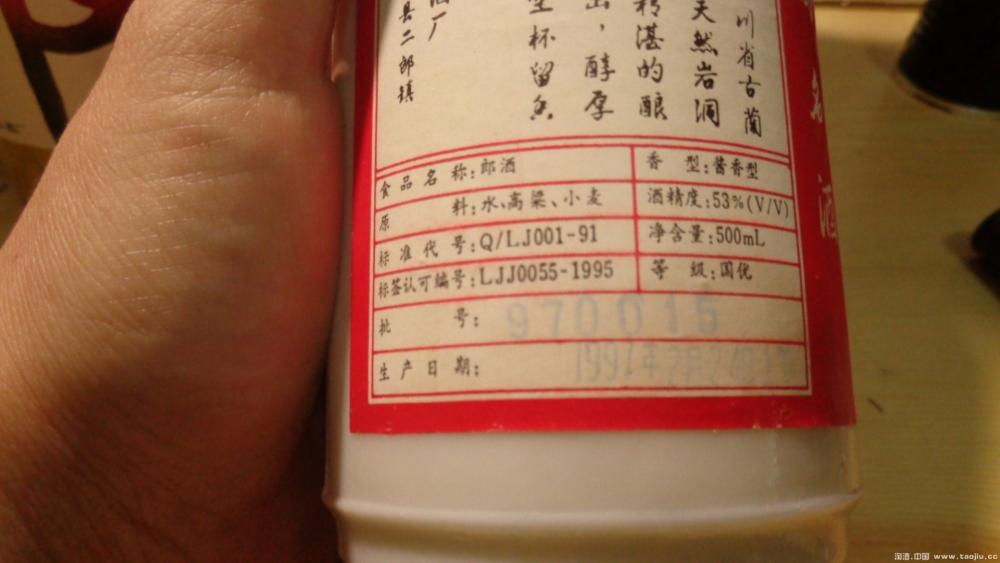 川省古蔺
天然岩洞
湛的酿
出，醇厚
型杯留香
酒厂
县二郎镇
食品名称：郎酒
香型：酱香型
原料：水、高粱、小麦
酒精度：53%(V/V)
标准代号：Q/LJ001-91
净含量：500mL
标签认可编号：LJJ0055-1995
等级：国优
批号：970015
生产日期：
名酒
淘酒.中国 www.taojiu.cc